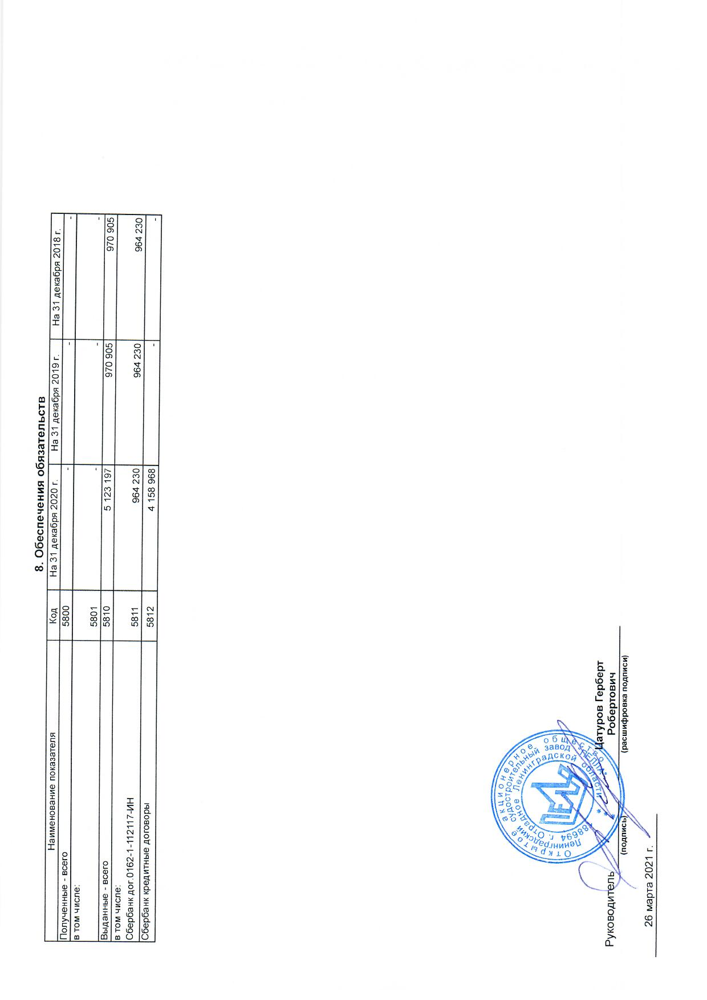 8. Обеспечения обязательств
Наименование показателя Код На 31 декабря 2020 г. На 31 декабря 2019 г. На 31 декабря 2018 г.
Полученные - всего 5800 - - -
в том числе:
5801 - - -
Выданные - всего 5810 5 123 197 970 905 970 905
в том числе:
Сбербанк дог.0162-1-112117-ИН 5811 964 230 964 230 964 230
Сбербанк кредитные договоры 5812 4 158 968 - -
Открытое акционерное общество
Ленинградский судостроительный завод "ПЕЛЛА"
г. Отрадное Ленинградской области
Цатуров Герберт
Руководитель Робертович
(подпись) (расшифровка подписи)
26 марта 2021 г.